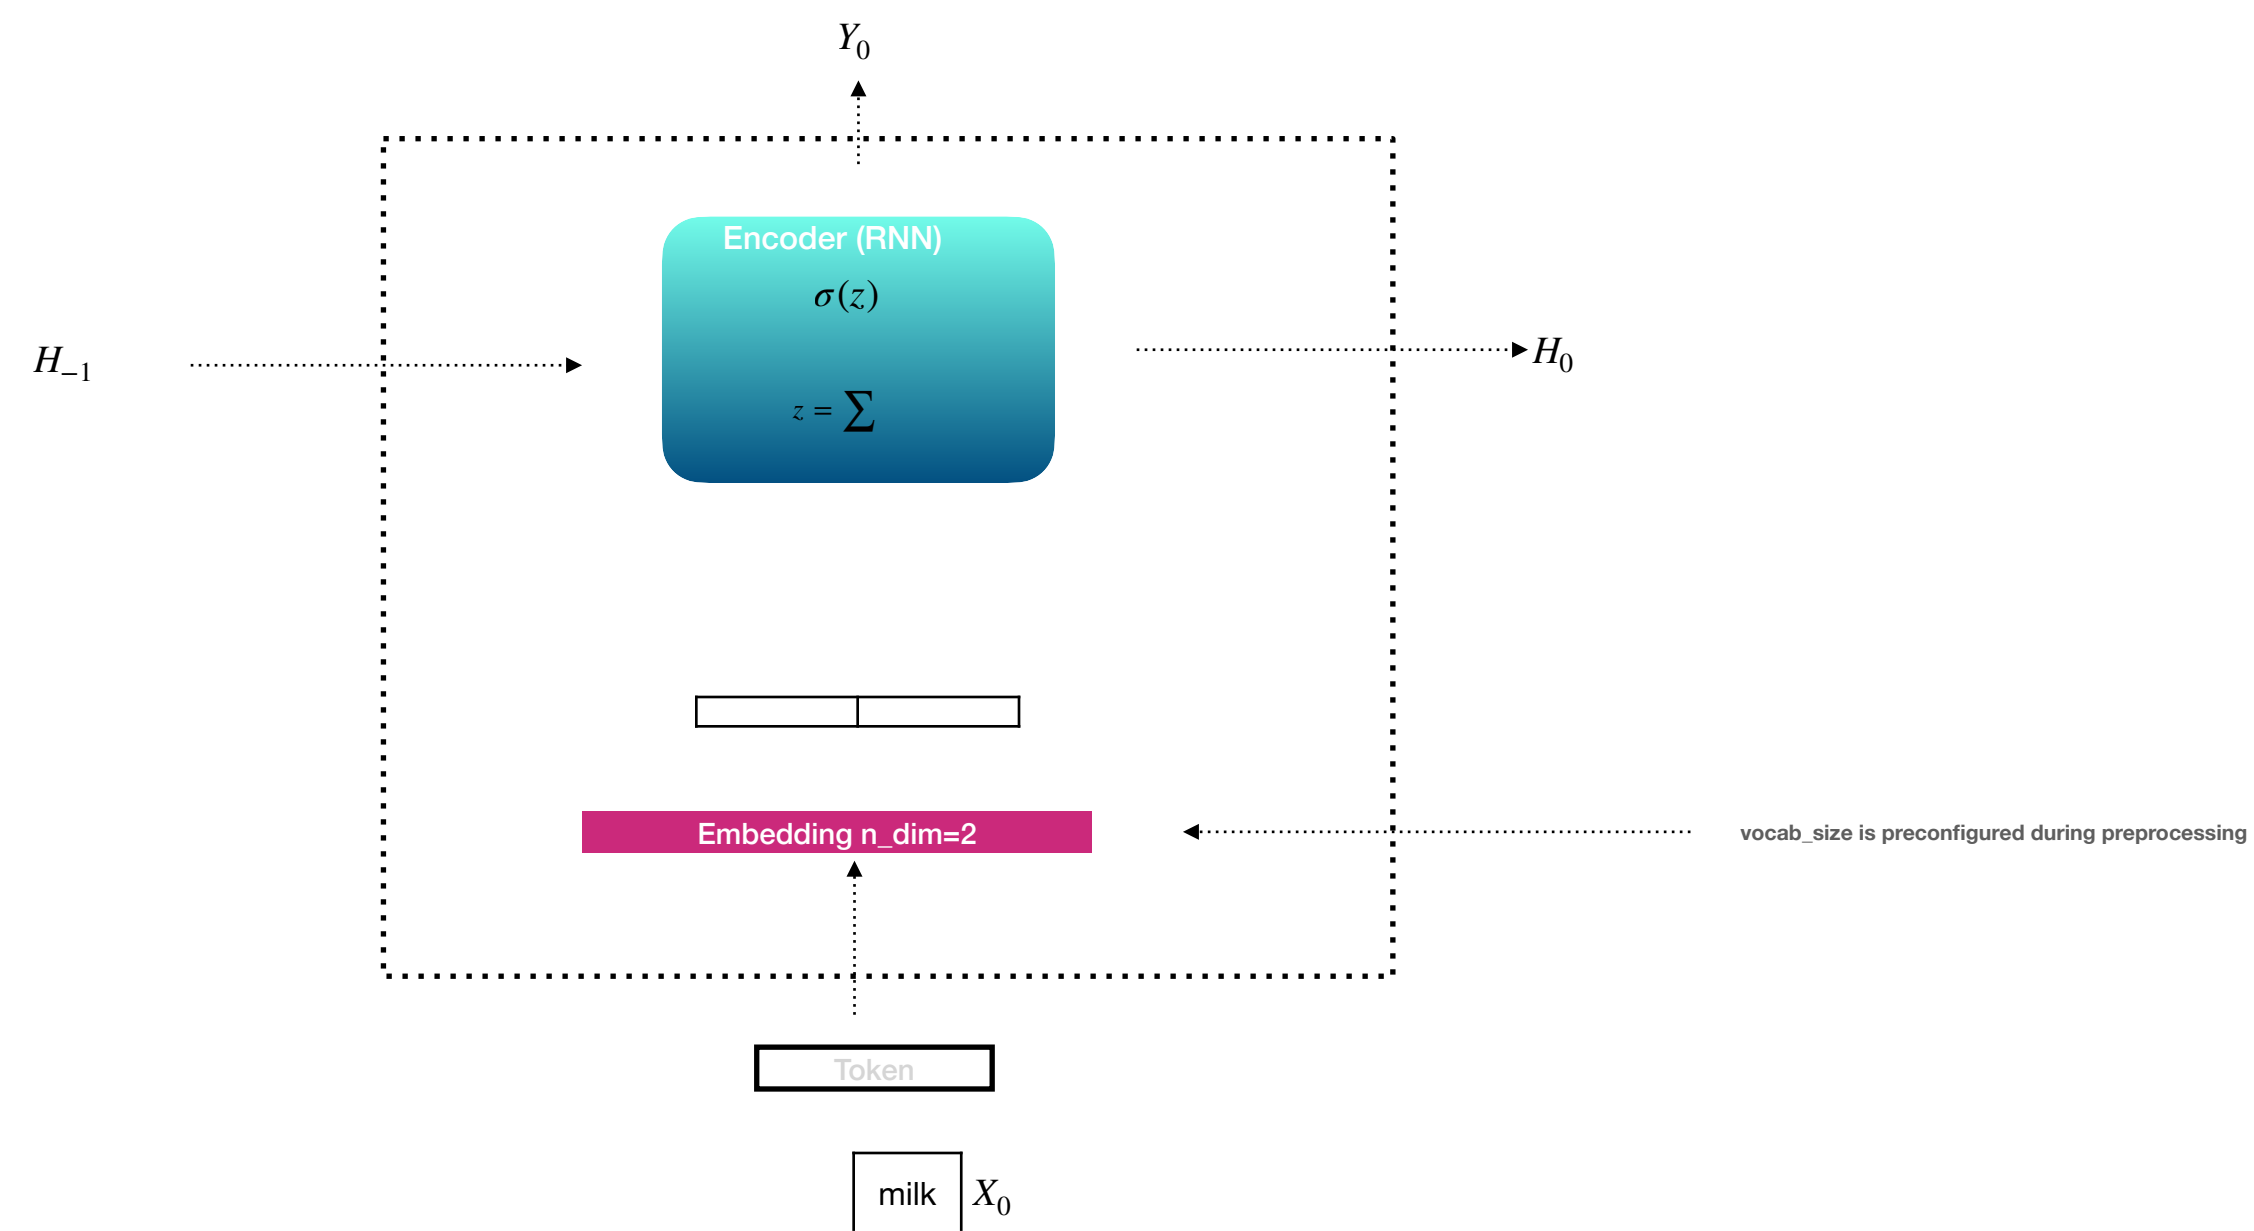 Y₀
Encoder (RNN)
σ(z)
H₋₁
H₀
z = ∑
Embedding n_dim=2
vocab_size is preconfigured during preprocessing
Token
milk X₀